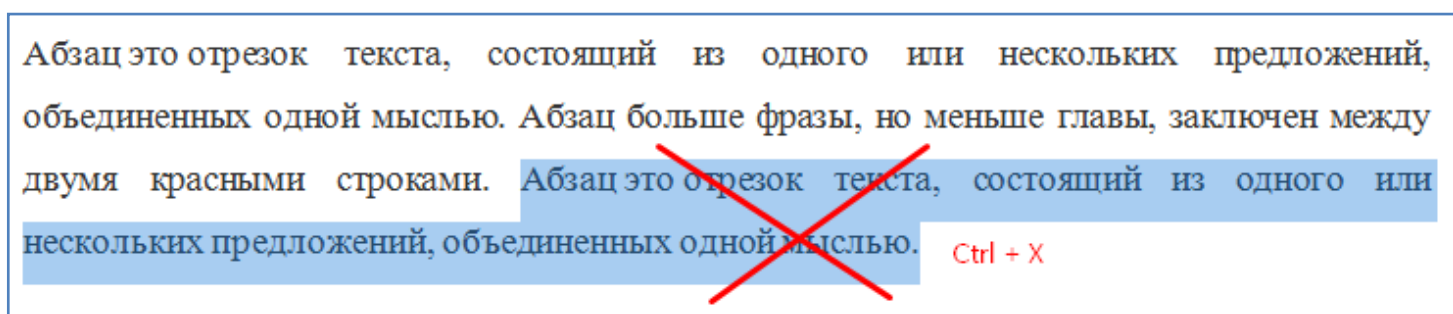 Абзац это отрезок текста, состоящий из одного или нескольких предложений,
объединенных одной мыслью. Абзац больше фразы, но меньше главы, заключен между
двумя красными строками. Абзац это отрезок текста, состоящий из одного или
нескольких предложений, объединенных одной мыслью.
Ctrl + X